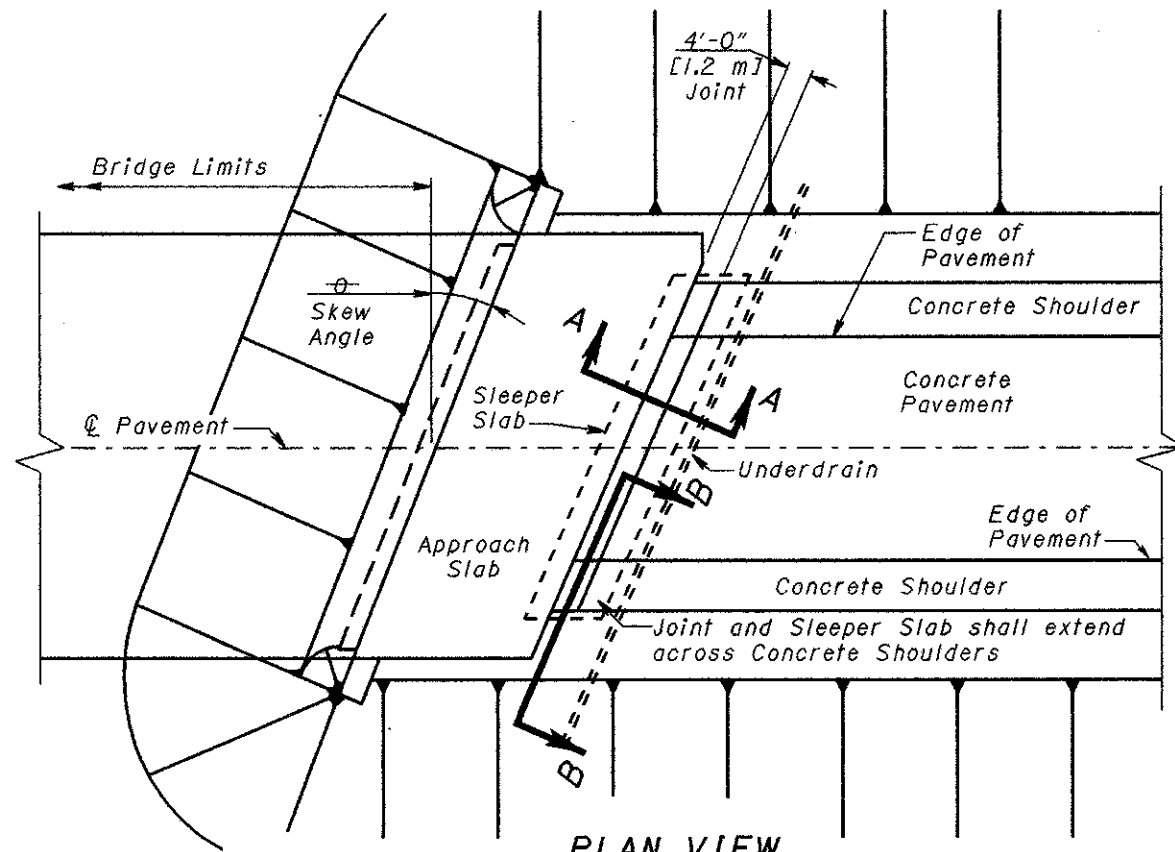 4'-0"
[1.2 m]
Joint
Bridge Limits
Edge of
Pavement
Concrete Shoulder
θ
Skew
Angle
A
A
Sleeper
Slab
Concrete
Pavement
℄ Pavement
Underdrain
B
Approach
Slab
Edge of
Pavement
Concrete Shoulder
Joint and Sleeper Slab shall extend
across Concrete Shoulders
B
PLAN VIEW